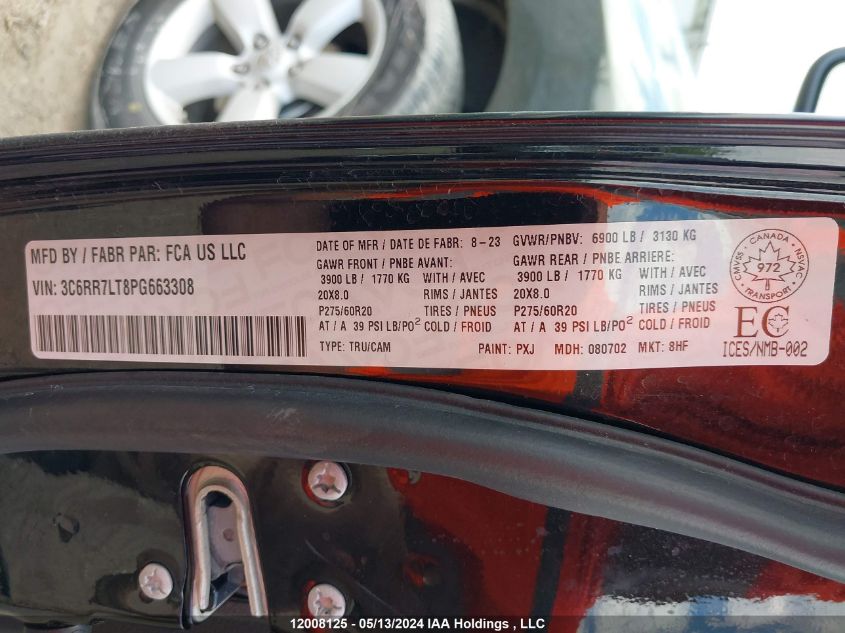 MFD BY / FABR PAR: FCA US LLC
VIN: 3C6RR7LT8PG663308
DATE OF MFR / DATE DE FABR: 8-23 GVWR/PNBV: 6900 LB / 3130 KG
GAWR FRONT / PNBE AVANT: GAWR REAR / PNBE ARRIERE:
3900 LB / 1770 KG WITH / AVEC 3900 LB / 1770 KG WITH / AVEC
20X8.0 RIMS / JANTES 20X8.0 RIMS / JANTES
P275/60R20 TIRES / PNEUS P275/60R20 TIRES / PNEUS
AT / A 39 PSI LB/PO² COLD / FROID AT / A 39 PSI LB/PO² COLD / FROID
TYPE: TRU/CAM PAINT: PXJ MDH: 080702 MKT: 8HF
CANADA
CMVSS 972 NSVAC
TRANSPORT
EC
ICES/NMB-002
12008125 - 05/13/2024 IAA Holdings , LLC